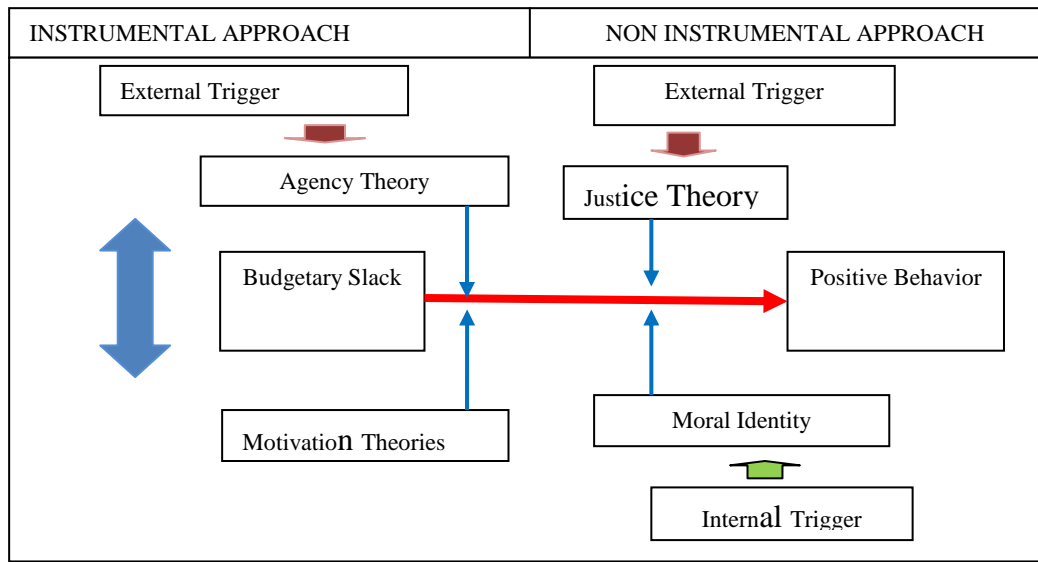 INSTRUMENTAL APPROACH
NON INSTRUMENTAL APPROACH
External Trigger
External Trigger
Agency Theory
Justice Theory
Budgetary Slack
Positive Behavior
Motivation Theories
Moral Identity
Internal Trigger